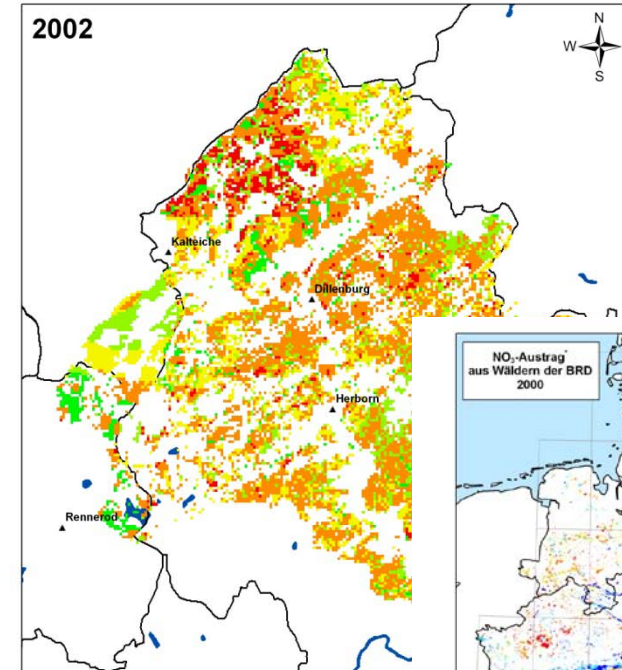 2002
N
W E
S
Kalteiche
Dillenburg
Herborn
Rennerod
NO₃-Austrag
aus Wäldern der BRD
2000